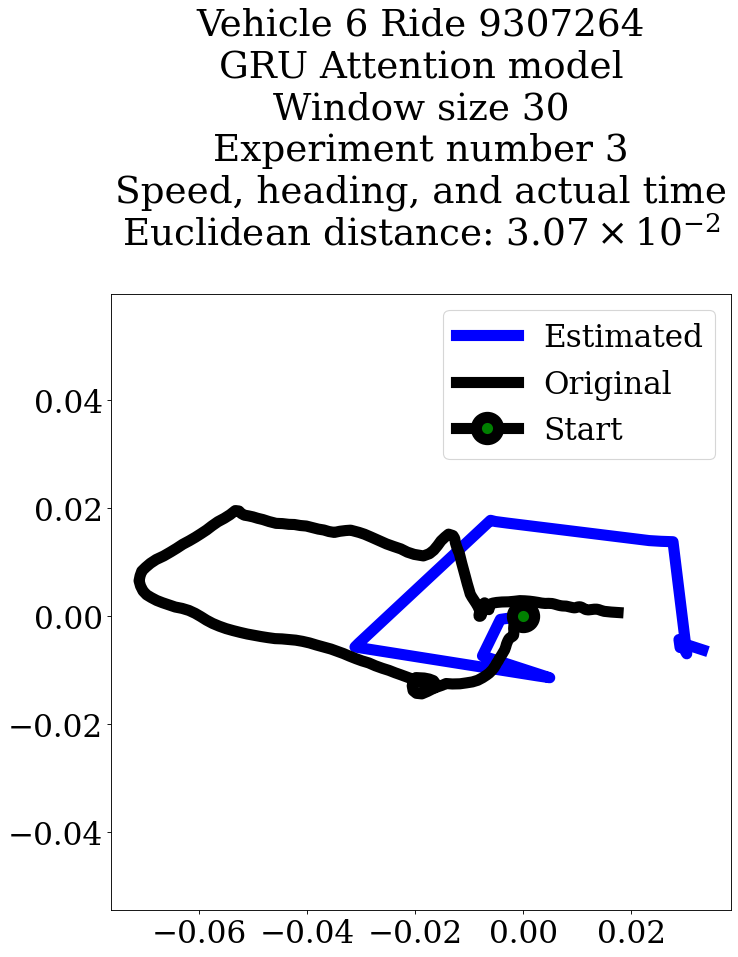 Vehicle 6 Ride 9307264
GRU Attention model
Window size 30
Experiment number 3
Speed, heading, and actual time
Euclidean distance: 3.07 × 10⁻²
Estimated
Original
Start
0.04
0.02
0.00
−0.02
−0.04
−0.06 −0.04 −0.02 0.00 0.02